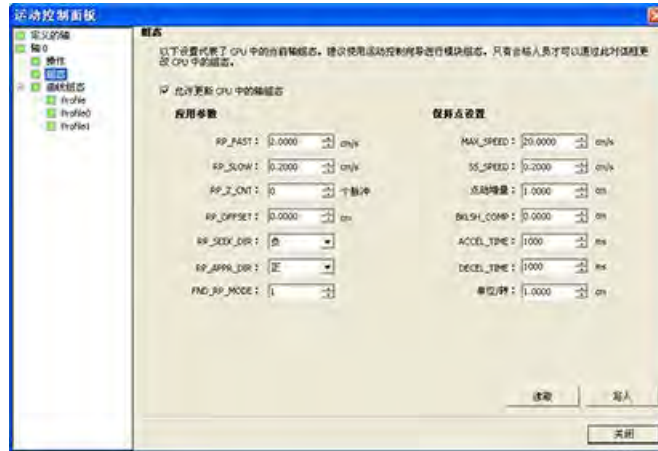 运动控制面板
定义的轴
轴0
操作
组态
曲线组态
Profile
Profile0
Profile1
组态
以下设置代表了 CPU 中的当前轴组态。建议使用运动控制向导进行模块组态。只有合格人员才可以通过此对话框更
改 CPU 中的组态。
允许更新 CPU 中的轴组态
应用参数
RP_FAST： 2.0000 cm/s
RP_SLOW： 0.2000 cm/s
RP_Z_CNT： 0 个脉冲
RP_OFFSET： 0.0000 cm
RP_SEEK_DIR： 负
RP_APPR_DIR： 正
FND_RP_MODE： 1
保持点设置
MAX_SPEED： 20.0000 cm/s
SS_SPEED： 0.2000 cm/s
点动增量： 1.0000 cm
BKLSH_COMP： 0.0000 cm
ACCEL_TIME： 1000 ms
DECEL_TIME： 1000 ms
单位/转： 1.0000 cm
读取 写入
关闭